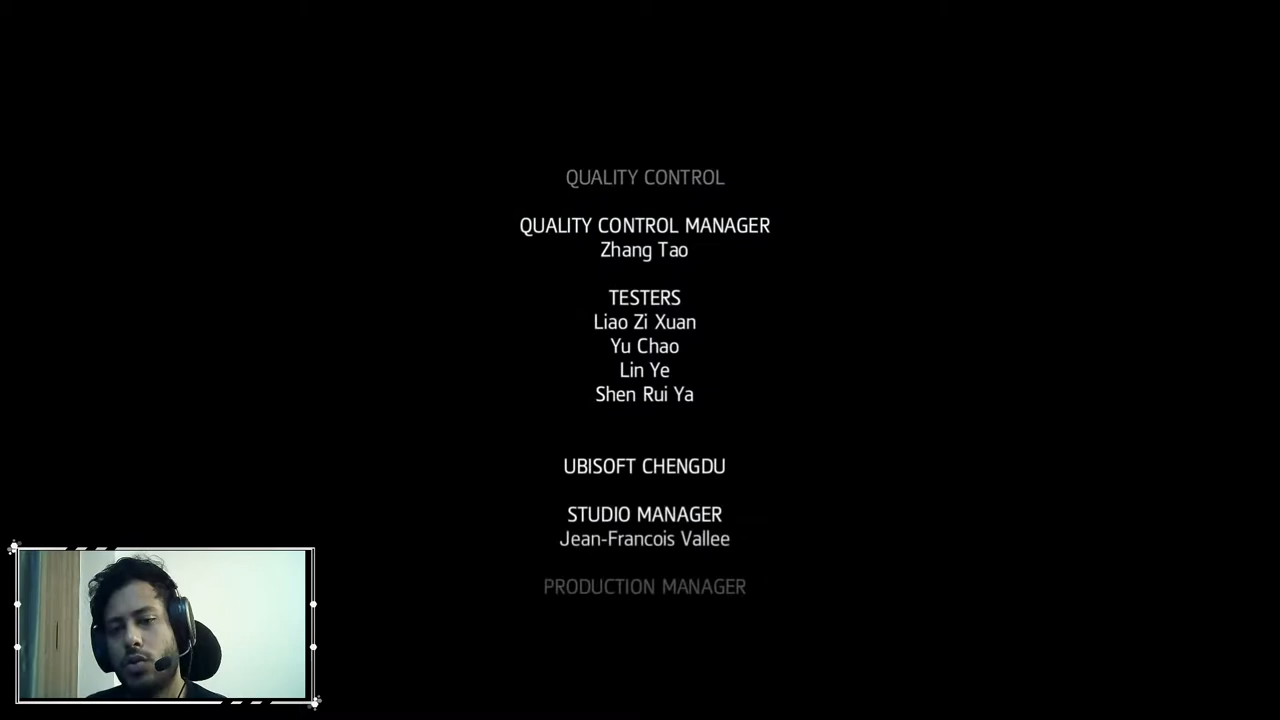 QUALITY CONTROL
QUALITY CONTROL MANAGER
Zhang Tao
TESTERS
Liao Zi Xuan
Yu Chao
Lin Ye
Shen Rui Ya
UBISOFT CHENGDU
STUDIO MANAGER
Jean-Francois Vallee
PRODUCTION MANAGER